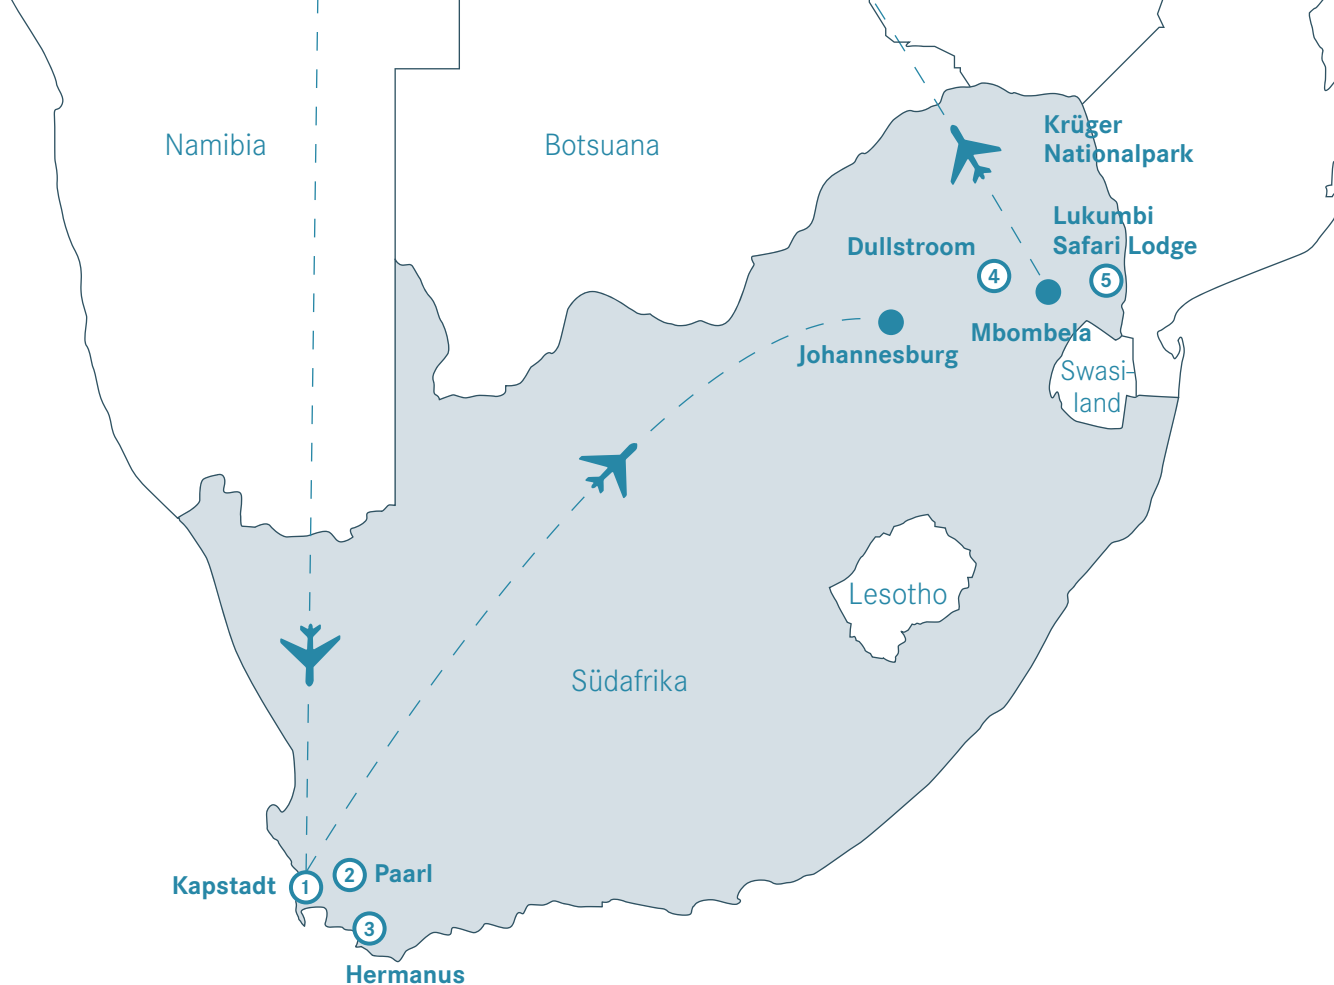 Namibia
Botsuana
Krüger
Nationalpark
Lukumbi
Safari Lodge
Dullstroom
4
5
Mbombela
Johannesburg
Swasi-
land
Lesotho
Südafrika
Kapstadt
1
2
Paarl
3
Hermanus